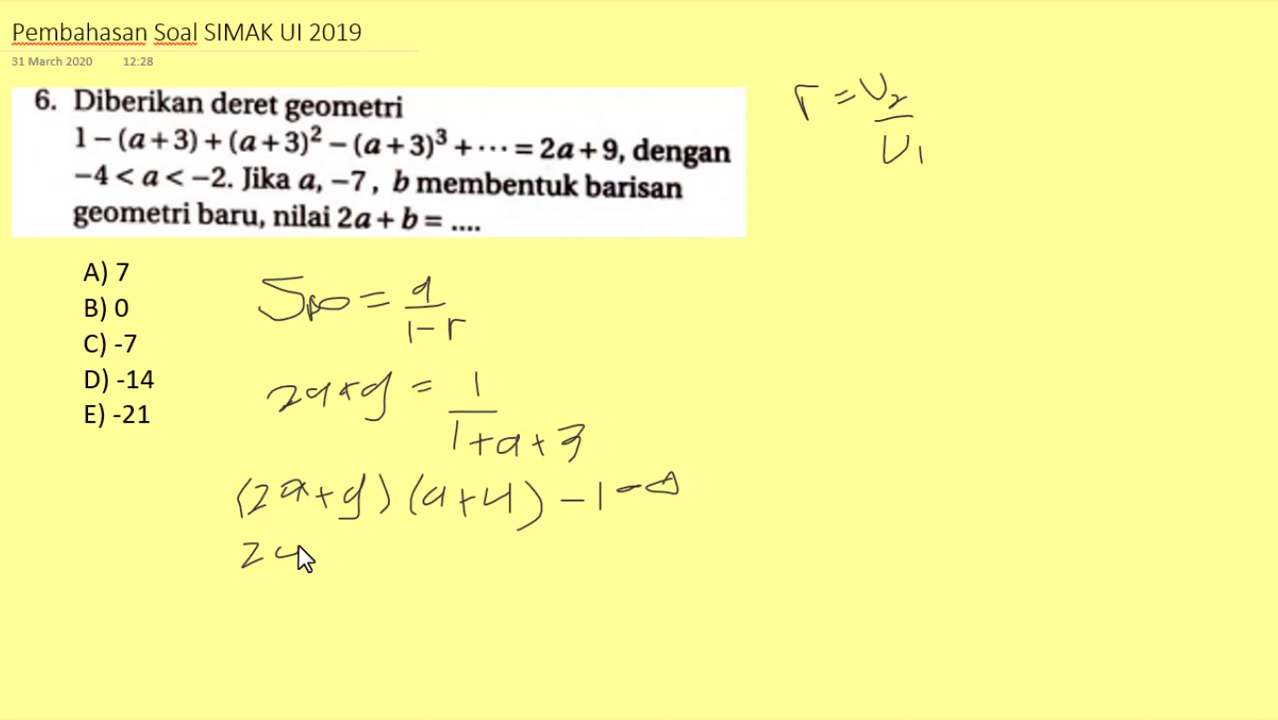 Pembahasan Soal SIMAK UI 2019
31 March 2020 12:28
6. Diberikan deret geometri
1 – (a + 3) + (a + 3)² – (a + 3)³ + ⋯ = 2a + 9, dengan
–4 < a < –2. Jika a, –7, b membentuk barisan
geometri baru, nilai 2a + b = ....
r = U₂/U₁
A) 7
B) 0
C) -7
D) -14
E) -21
S∞ = a/(1 - r)
2a + 9 = 1/(1 + a + 3)
(2a + 9)(a + 4) - 1 = 0
2a